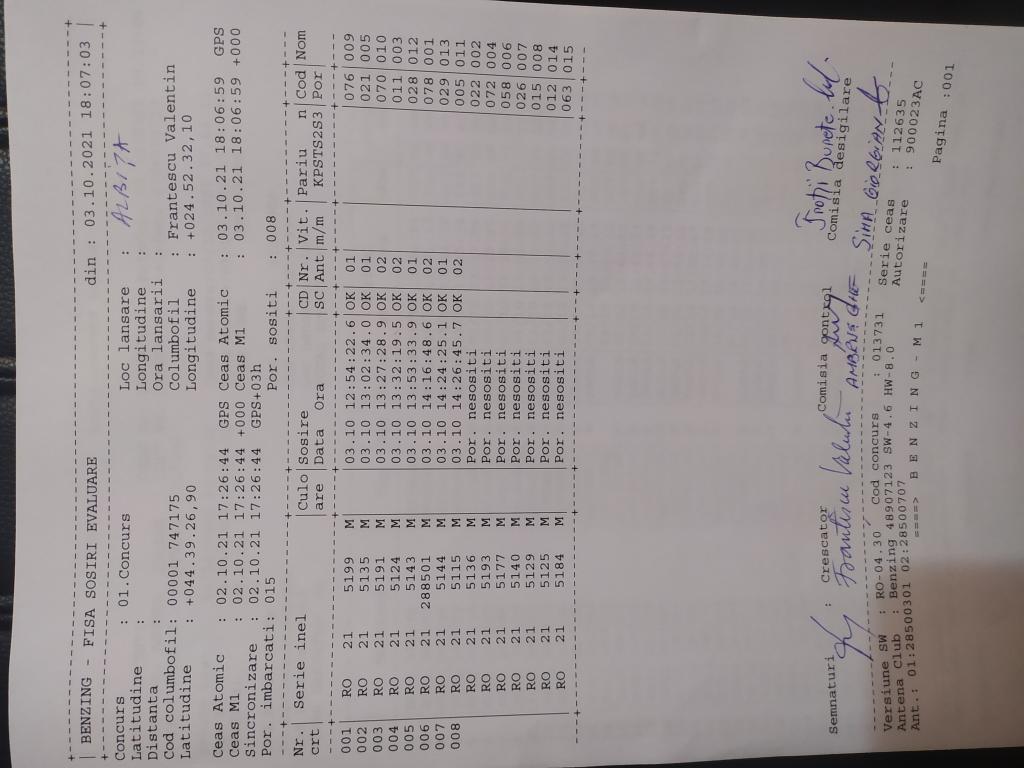 +-----------------------------------------------------------------------+
| BENZING - FISA SOSIRI EVALUARE din : 03.10.2021 18:07:03 |
+-----------------------------------------------------------------------+
Concurs : 01.Concurs Loc lansare : ALBITA
Latitudine : Longitudine :
Distanta : Ora lansarii :
Cod columbofil: 00001 747175 Columbofil : Frantescu Valentin
Latitudine : +044.39.26,90 Longitudine : +024.52.32,10
Ceas Atomic : 02.10.21 17:26:44 GPS Ceas Atomic : 03.10.21 18:06:59 GPS
Ceas M1 : 02.10.21 17:26:44 +000 Ceas M1 : 03.10.21 18:06:59 +000
Sincronizare : 02.10.21 17:26:44 GPS+03h
Por. imbarcati: 015 Por. sositi : 008
Nr. | Serie inel | Culo | Sosire | CD | Nr. | Vit. | Pariu n | Cod | Nom
crt | | are | Data Ora | SC | Ant | m/m | KPSTS2S3 | Por |
001 | RO 21 5199 M | | 03.10 12:54:22.6 | OK | 01 | | | 076 | 009
002 | RO 21 5135 M | | 03.10 13:02:34.0 | OK | 01 | | | 021 | 005
003 | RO 21 5191 M | | 03.10 13:27:28.9 | OK | 02 | | | 070 | 010
004 | RO 21 5124 M | | 03.10 13:32:19.5 | OK | 02 | | | 011 | 003
005 | RO 21 5143 M | | 03.10 13:53:33.9 | OK | 01 | | | 028 | 012
006 | RO 21 288501 M | | 03.10 14:16:48.6 | OK | 02 | | | 078 | 001
007 | RO 21 5144 M | | 03.10 14:24:25.1 | OK | 01 | | | 029 | 013
008 | RO 21 5115 M | | 03.10 14:26:45.7 | OK | 02 | | | 005 | 011
| RO 21 5136 M | | Por. nesositi | | | | | 022 | 002
| RO 21 5193 M | | Por. nesositi | | | | | 072 | 004
| RO 21 5177 M | | Por. nesositi | | | | | 058 | 006
| RO 21 5140 M | | Por. nesositi | | | | | 026 | 007
| RO 21 5129 M | | Por. nesositi | | | | | 015 | 008
| RO 21 5125 M | | Por. nesositi | | | | | 012 | 014
| RO 21 5184 M | | Por. nesositi | | | | | 063 | 015
Semnaturi : Crescator Comisia control Comisia desigilare
Frantescu Valentin
Versiune SW : RO-04.30 / Cod concurs : 013731 Serie ceas : 112635
Antena Club : Benzing 48907123 SW-4.6 HW-8.0 Autorizare : 900023AC
Ant.: 01:28500301 02:28500707
====> B E N Z I N G - M 1 <====
Pagina :001